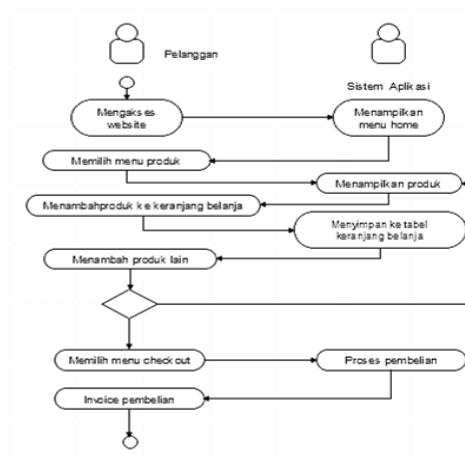 Pelanggan
Sistem Aplikasi
Mengakses
website
Menampilkan
menu home
Memilih menu produk
Menampilkan produk
Menambahproduk ke keranjang belanja
Menyimpan ke tabel
keranjang belanja
Menambah produk lain
Memilih menu checkout
Proses pembelian
Invoice pembelian